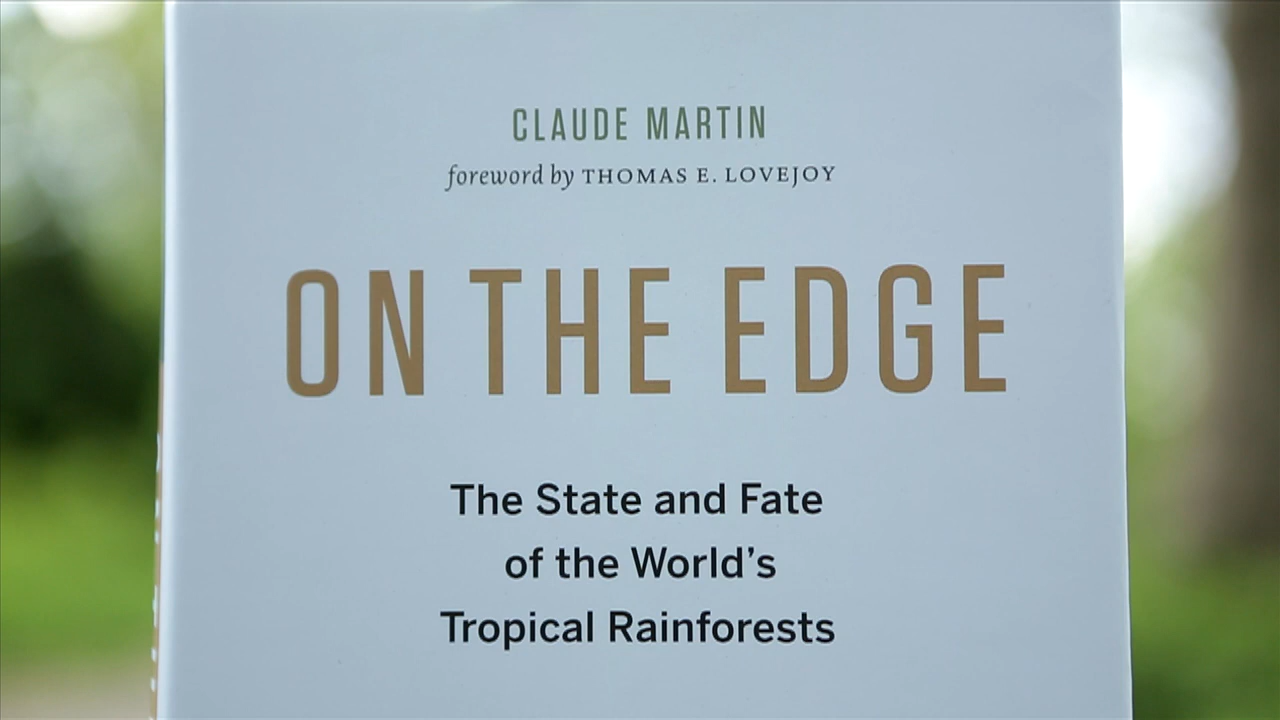 CLAUDE MARTIN
foreword by THOMAS E. LOVEJOY
ON THE EDGE
The State and Fate
of the World’s
Tropical Rainforests